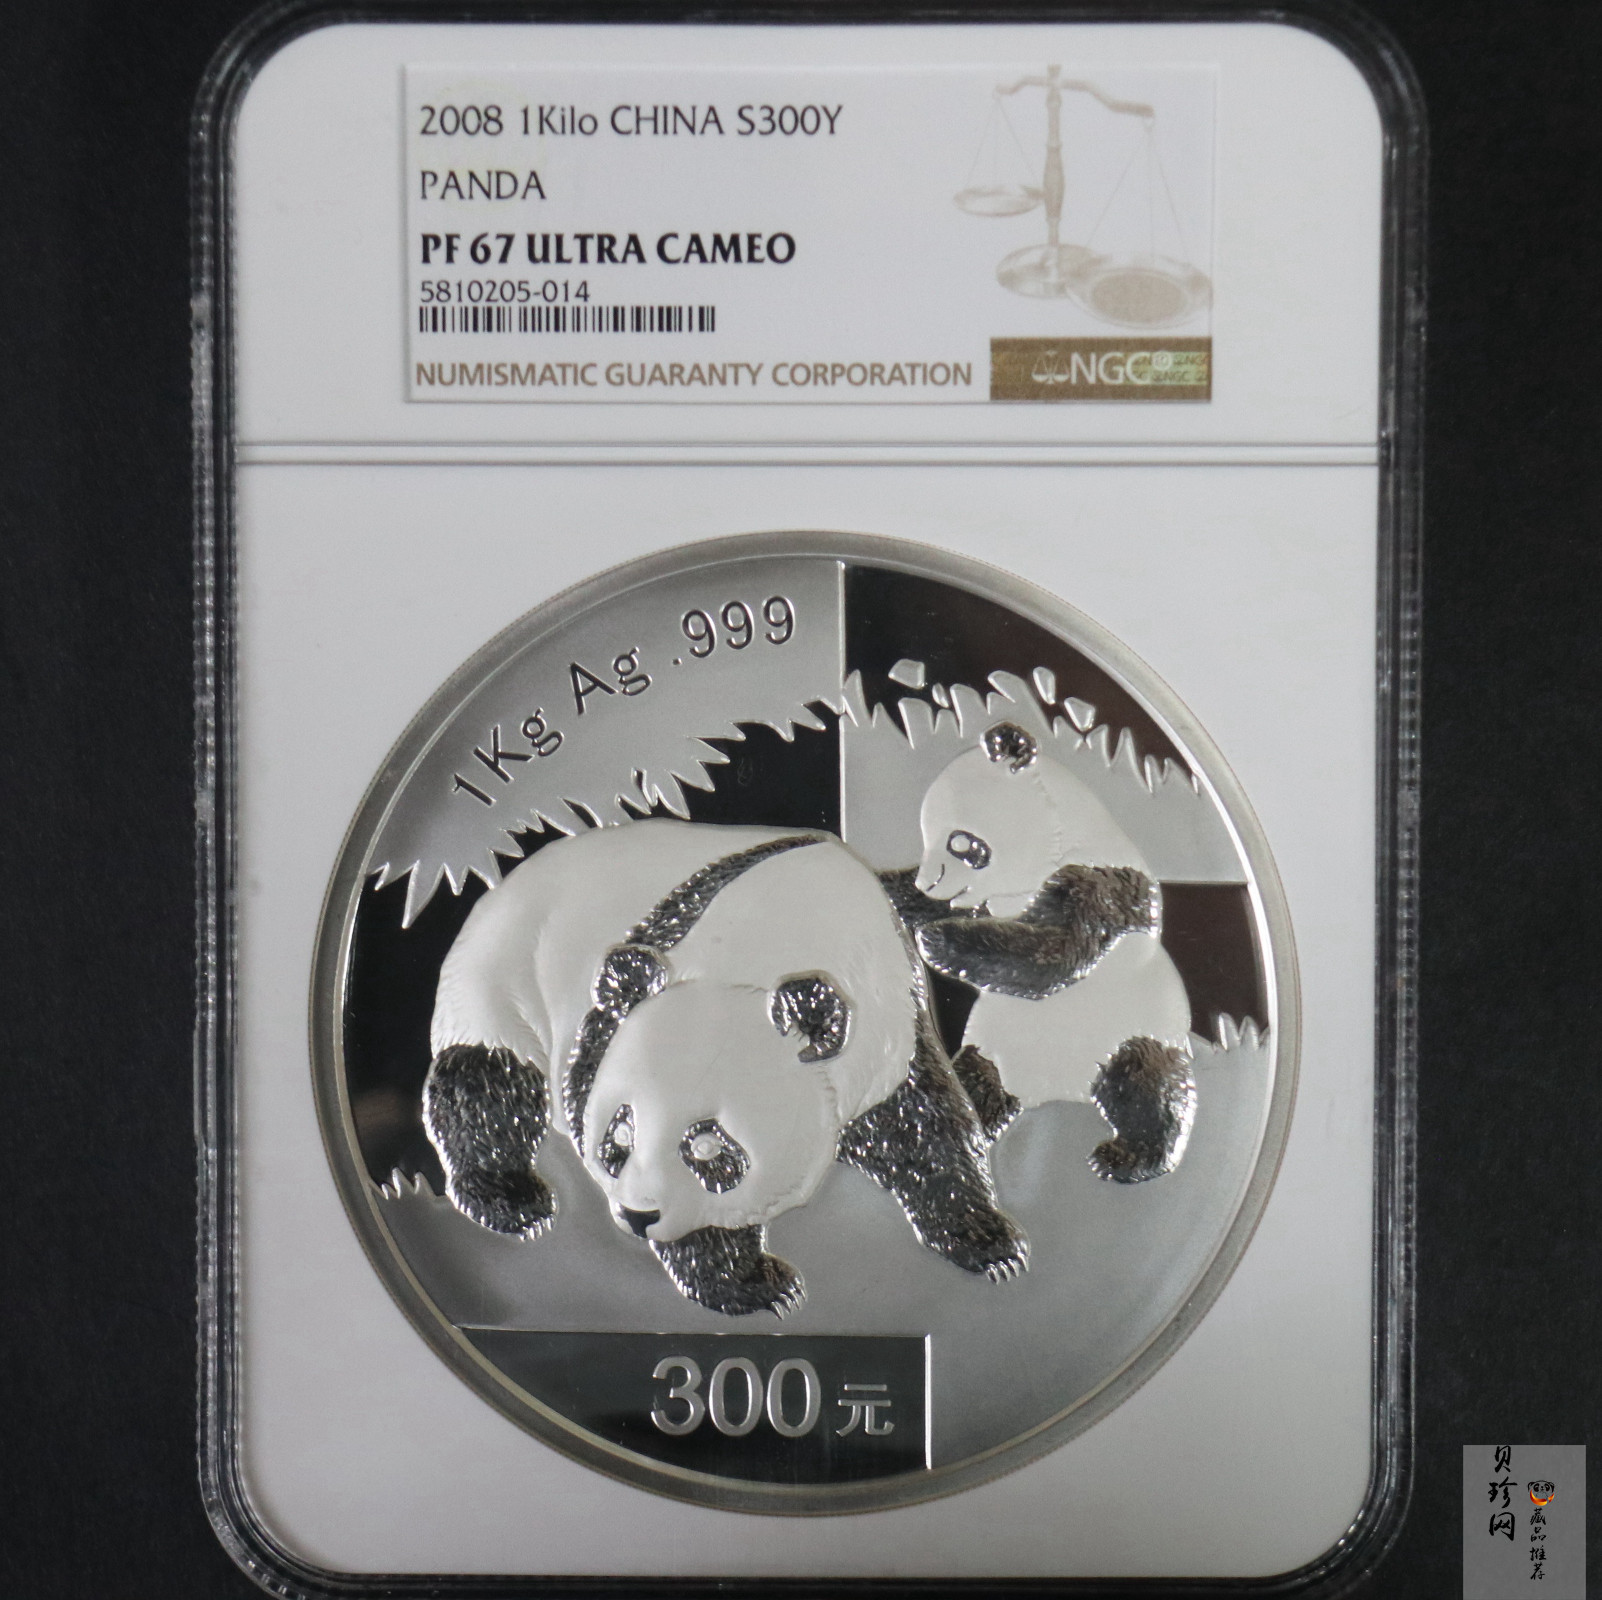 2008 1Kilo CHINA S300Y
PANDA
PF 67 ULTRA CAMEO
5810205-014
NUMISMATIC GUARANTY CORPORATION
NGC
1Kg Ag .999
300元
贝珍网
藏品推荐